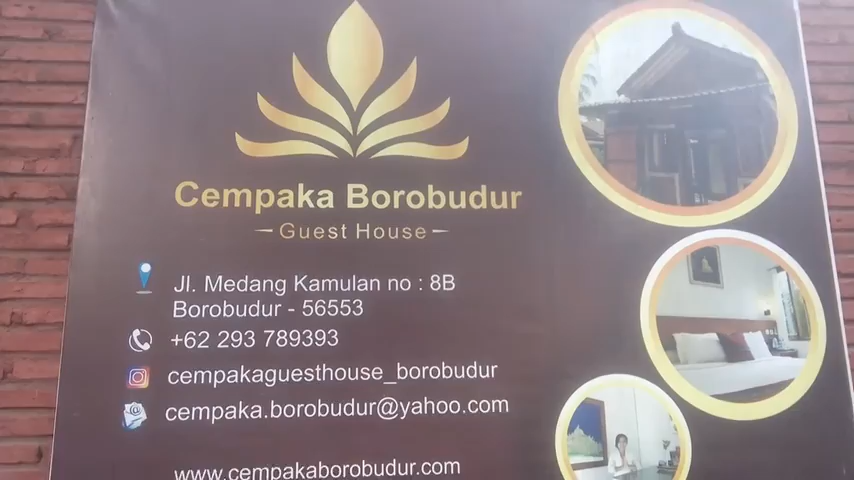 Cempaka Borobudur
Guest House
Jl. Medang Kamulan no : 8B
Borobudur - 56553
+62 293 789393
cempakaguesthouse_borobudur
cempaka.borobudur@yahoo.com
www.cempakaborobudur.com